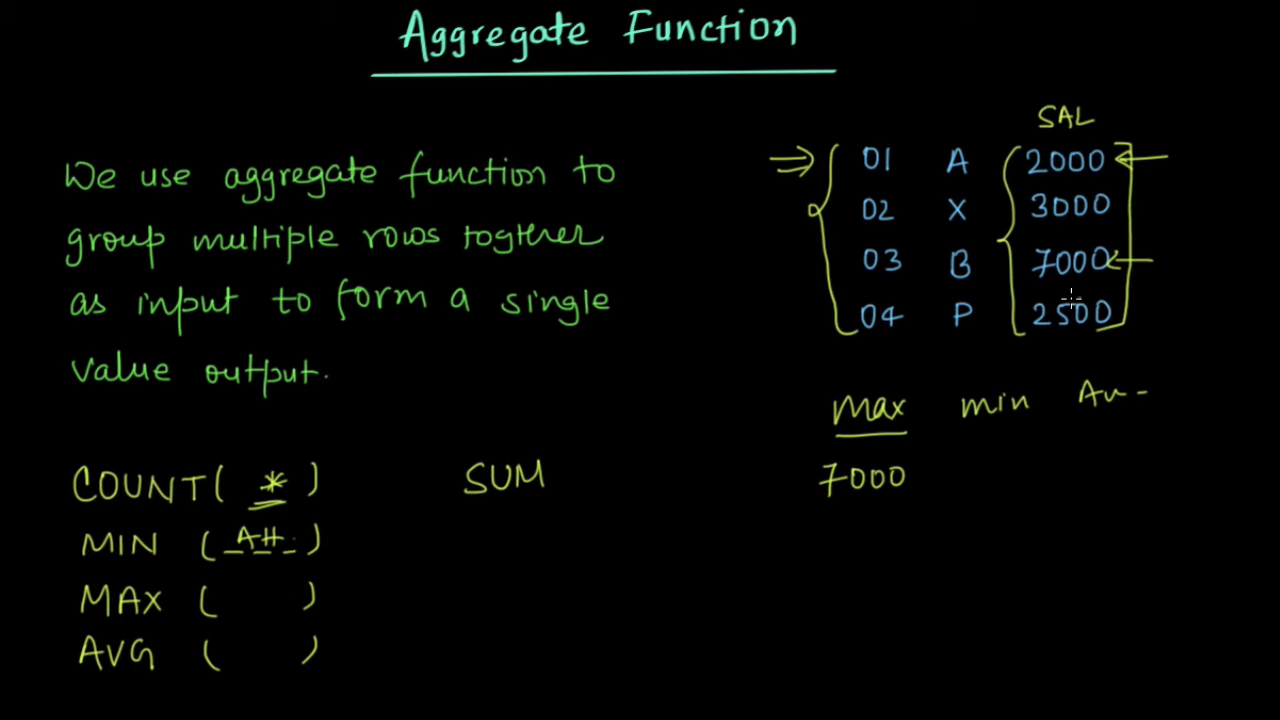 Aggregate Function
We use aggregate function to
group multiple rows togther
as input to form a single
value output.
SAL
01 A 2000
02 X 3000
03 B 7000
04 P 2500
Max min
7000
COUNT( * ) SUM
MIN ( )
MAX ( )
AVG ( )